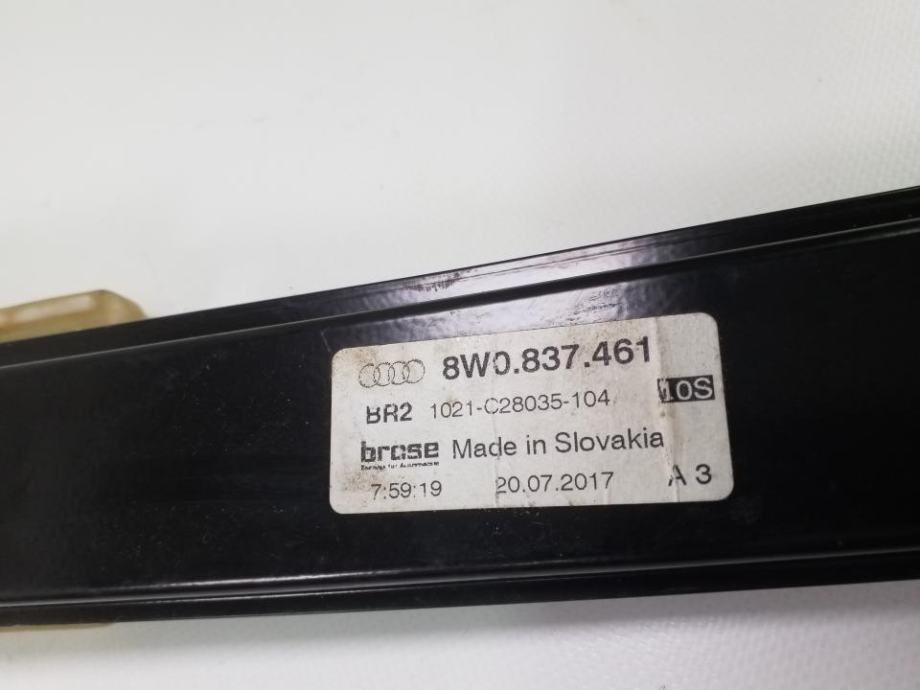 8W0.837.461
BR2 1021-C28035-104 10S
brose Made in Slovakia
7:59:19 20.07.2017 A 3